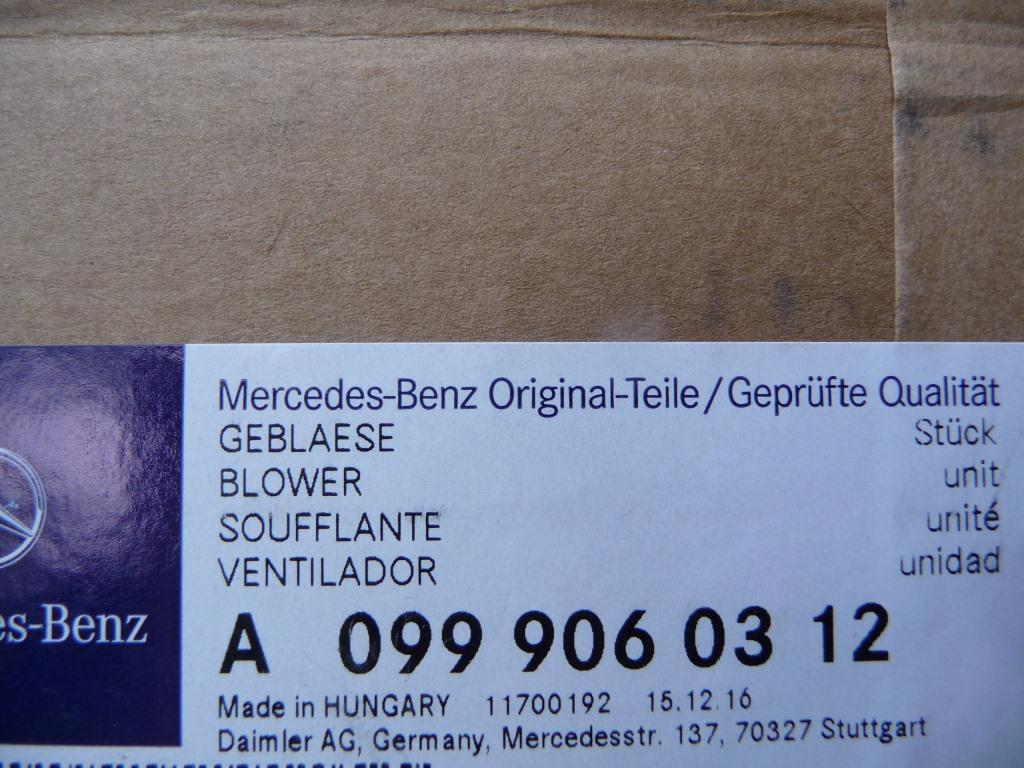 Mercedes-Benz Original-Teile/Geprüfte Qualität
GEBLAESE Stück
BLOWER unit
SOUFFLANTE unité
VENTILADOR unidad
es-Benz
A 099 906 03 12
Made in HUNGARY 11700192 15.12.16
Daimler AG, Germany, Mercedesstr. 137, 70327 Stuttgart